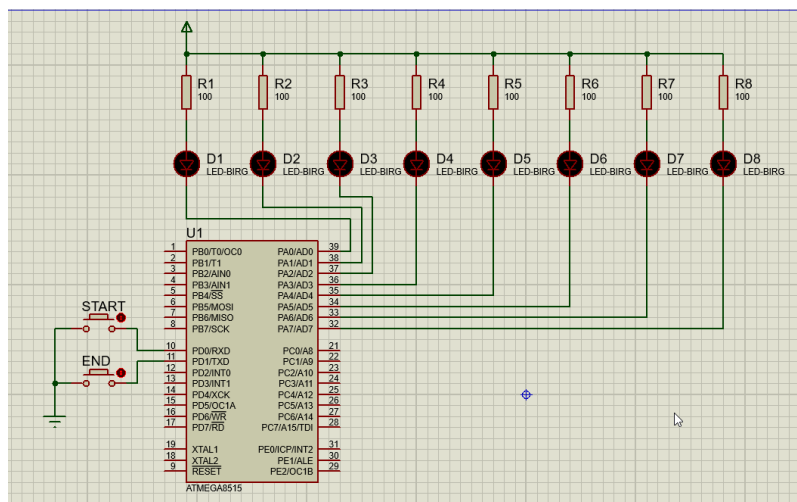 R1 R2 R3 R4 R5 R6 R7 R8
100 100 100 100 100 100 100 100
D1 D2 D3 D4 D5 D6 D7 D8
LED-BIRG LED-BIRG LED-BIRG LED-BIRG LED-BIRG LED-BIRG LED-BIRG LED-BIRG
U1
1 PB0/T0/OC0 PA0/AD0 39
2 PB1/T1 PA1/AD1 38
3 PB2/AIN0 PA2/AD2 37
4 PB3/AIN1 PA3/AD3 36
5 PB4/SS PA4/AD4 35
6 PB5/MOSI PA5/AD5 34
7 PB6/MISO PA6/AD6 33
8 PB7/SCK PA7/AD7 32
START
10 PD0/RXD PC0/A8 21
11 PD1/TXD PC1/A9 22
END
12 PD2/INT0 PC2/A10 23
13 PD3/INT1 PC3/A11 24
14 PD4/XCK PC4/A12 25
15 PD5/OC1A PC5/A13 26
16 PD6/WR PC6/A14 27
17 PD7/RD PC7/A15/TDI 28
19 XTAL1 PE0/ICP/INT2 31
18 XTAL2 PE1/ALE 30
9 RESET PE2/OC1B 29
ATMEGA8515